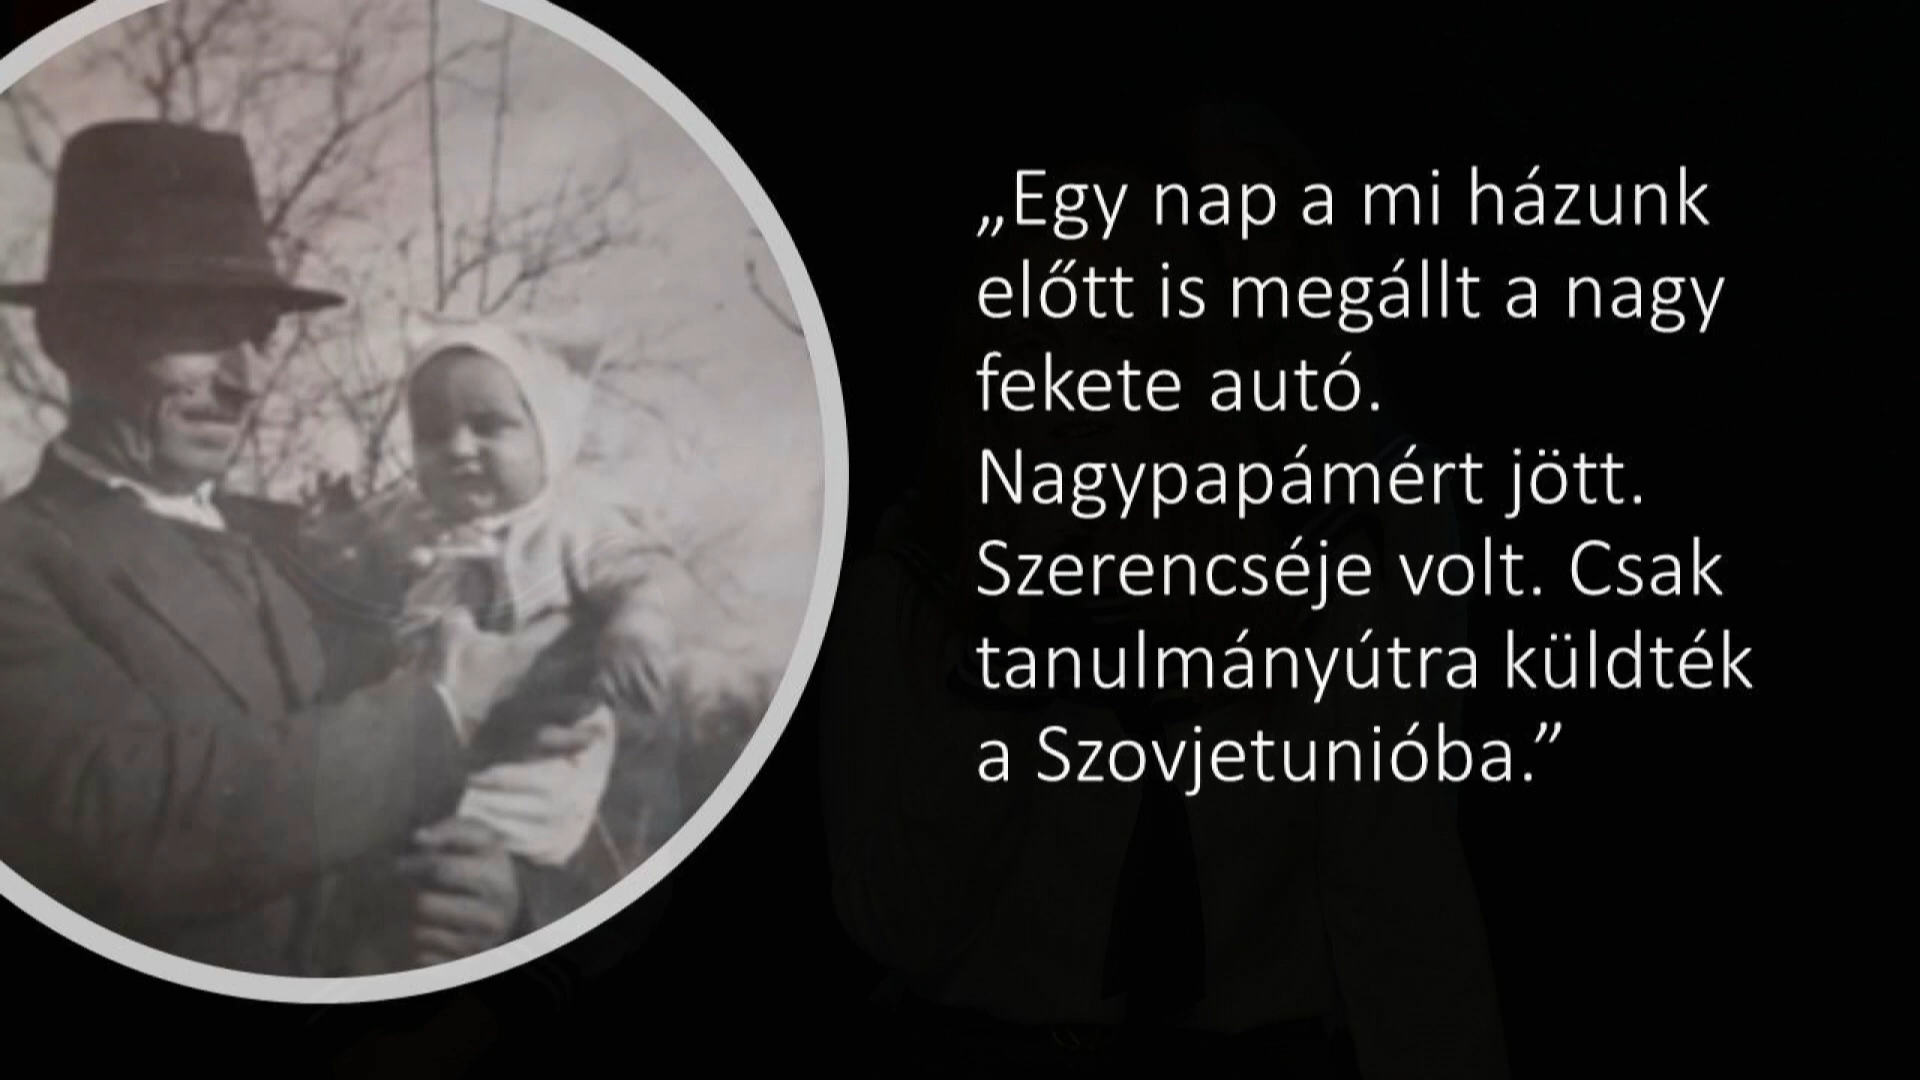 „Egy nap a mi házunk
előtt is megállt a nagy
fekete autó.
Nagypapámért jött.
Szerencséje volt. Csak
tanulmányútra küldték
a Szovjetunióba.”